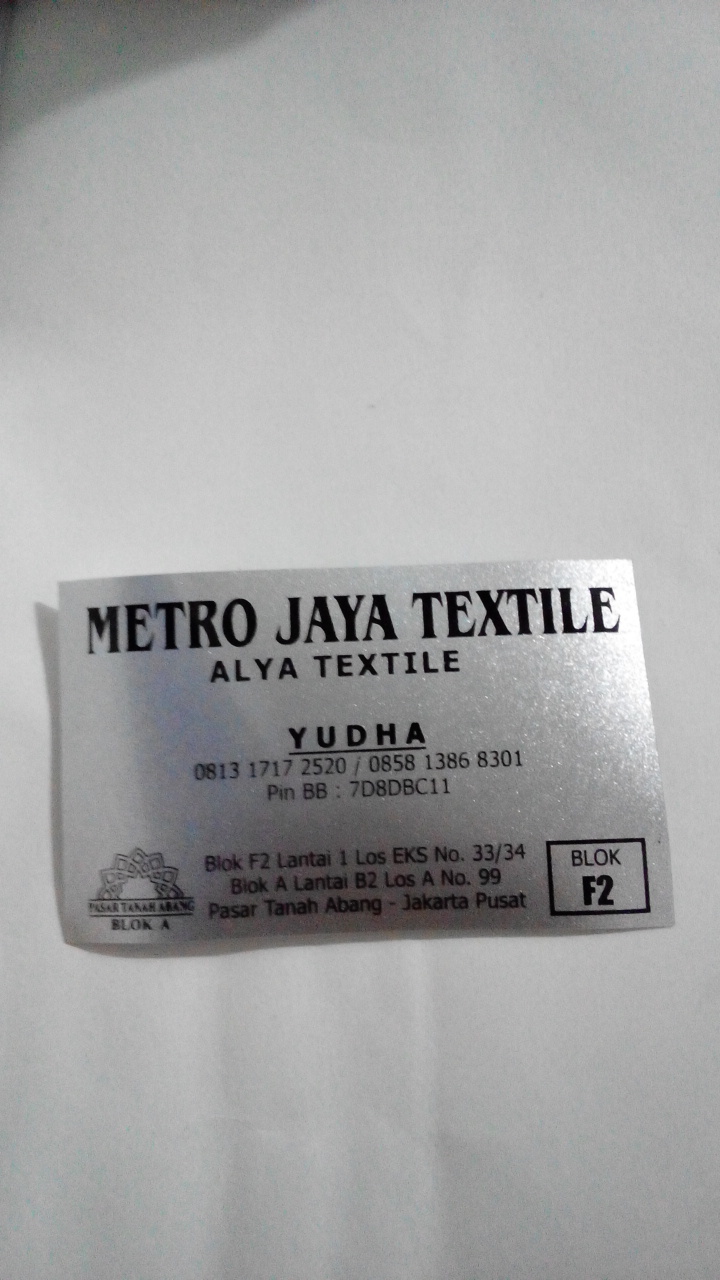 METRO JAYA TEXTILE
ALYA TEXTILE
YUDHA
0813 1717 2520 / 0858 1386 8301
Pin BB : 7D8DBC11
Blok F2 Lantai 1 Los EKS No. 33/34
Blok A Lantai B2 Los A No. 99
Pasar Tanah Abang - Jakarta Pusat
PASAR TANAH ABANG
BLOK A
BLOK
F2